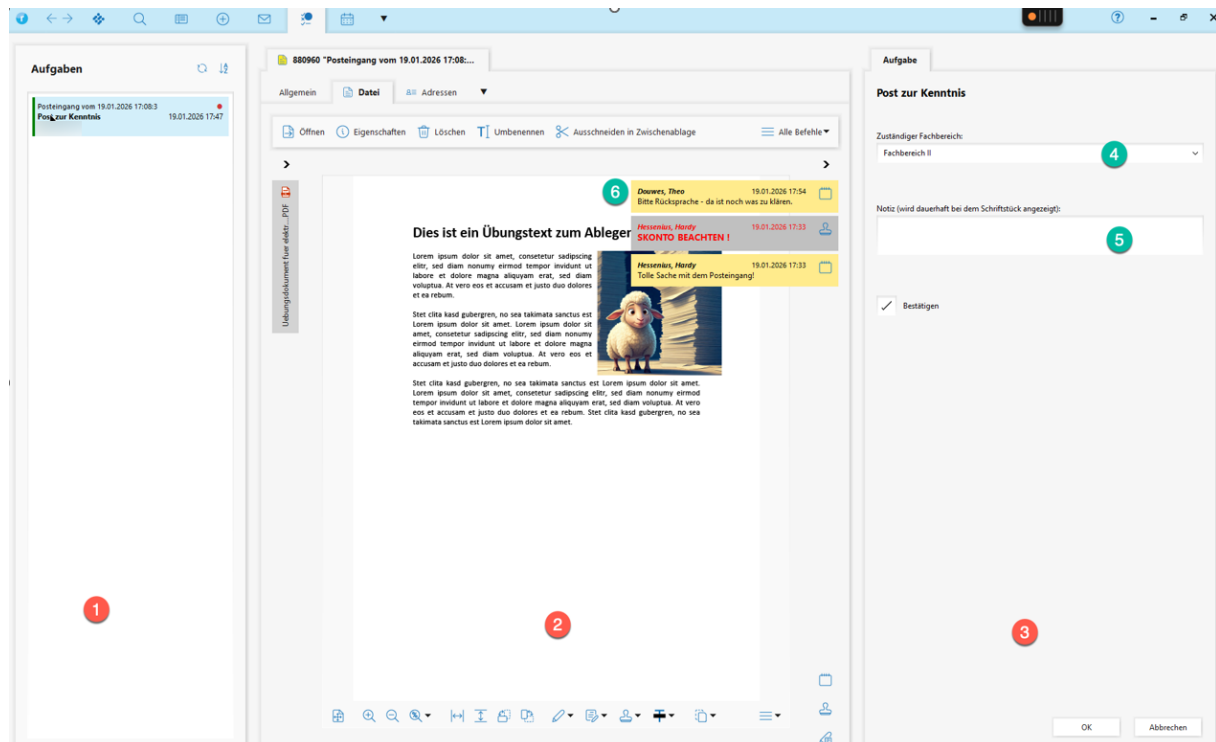 Aufgaben
Posteingang vom 19.01.2026 17:08:3
Post zur Kenntnis 19.01.2026 17:47
1
880960 "Posteingang vom 19.01.2026 17:08:...
Allgemein Datei Adressen
Öffnen Eigenschaften Löschen Umbenennen Ausschneiden in Zwischenablage Alle Befehle
Uebungsdokument fuer elektr....PDF
6
Douwes, Theo 19.01.2026 17:54
Bitte Rücksprache - da ist noch was zu klären.
Hessenius, Hardy 19.01.2026 17:33
SKONTO BEACHTEN !
Hessenius, Hardy 19.01.2026 17:33
Tolle Sache mit dem Posteingang!
Dies ist ein Übungstext zum Ableger
Lorem ipsum dolor sit amet, consetetur sadipscing
elitr, sed diam nonumy eirmod tempor invidunt ut
labore et dolore magna aliquyam erat, sed diam
voluptua. At vero eos et accusam et justo duo dolores
et ea rebum.
Stet clita kasd gubergren, no sea takimata sanctus est
Lorem ipsum dolor sit amet. Lorem ipsum dolor sit
amet, consetetur sadipscing elitr, sed diam nonumy
eirmod tempor invidunt ut labore et dolore magna
aliquyam erat, sed diam voluptua. At vero eos et
accusam et justo duo dolores et ea rebum.
Stet clita kasd gubergren, no sea takimata sanctus est Lorem ipsum dolor sit amet.
Lorem ipsum dolor sit amet, consetetur sadipscing elitr, sed diam nonumy eirmod
tempor invidunt ut labore et dolore magna aliquyam erat, sed diam voluptua. At vero
eos et accusam et justo duo dolores et ea rebum. Stet clita kasd gubergren, no sea
takimata sanctus est Lorem ipsum dolor sit amet.
2
Aufgabe
Post zur Kenntnis
Zuständiger Fachbereich:
Fachbereich II
4
Notiz (wird dauerhaft bei dem Schriftstück angezeigt):
5
Bestätigen
3
OK Abbrechen